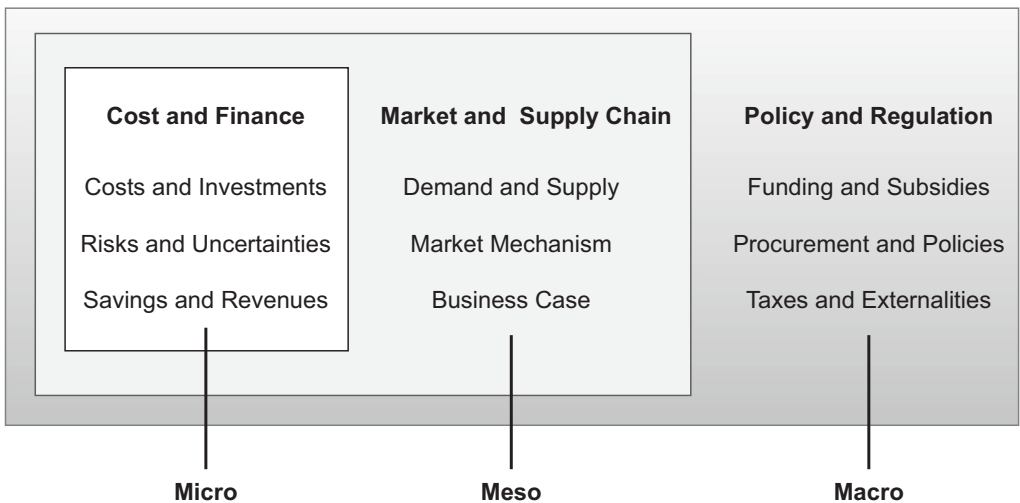 Cost and Finance
Costs and Investments
Risks and Uncertainties
Savings and Revenues
Market and Supply Chain
Demand and Supply
Market Mechanism
Business Case
Policy and Regulation
Funding and Subsidies
Procurement and Policies
Taxes and Externalities
Micro
Meso
Macro